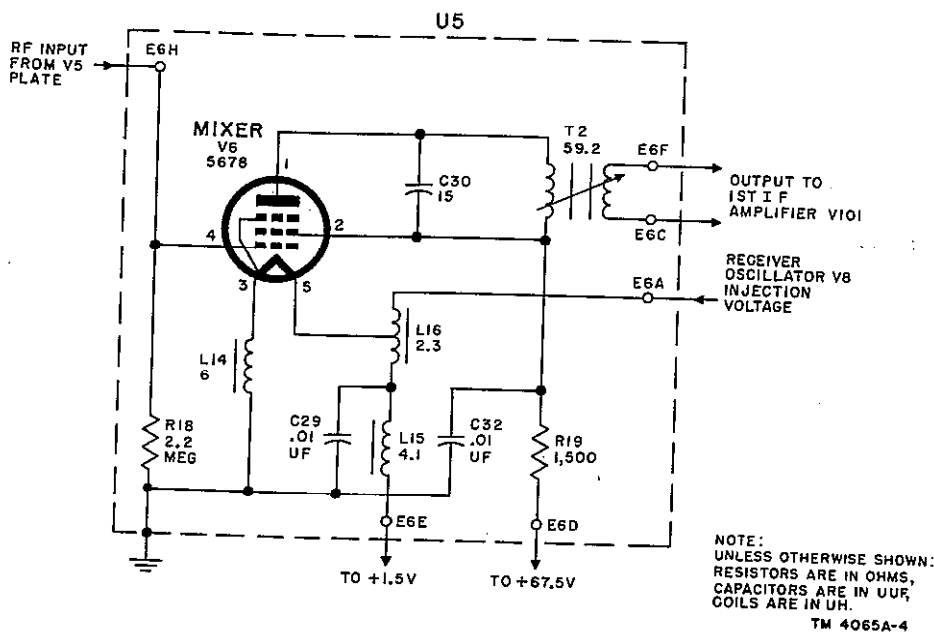 U5
RF INPUT
FROM V5
PLATE
E6H
MIXER
V6
5678
1
2
3
4
5
C30
15
T2
59.2
E6F
E6C
OUTPUT TO
1ST I F
AMPLIFIER V101
E6A
RECEIVER
OSCILLATOR V8
INJECTION
VOLTAGE
L16
2.3
L14
6
R18
2.2
MEG
C29
.01
UF
L15
4.1
C32
.01
UF
R19
1,500
E6E
E6D
TO +1.5V
TO +67.5V
NOTE:
UNLESS OTHERWISE SHOWN:
RESISTORS ARE IN OHMS,
CAPACITORS ARE IN UUF,
COILS ARE IN UH.
TM 4065A-4